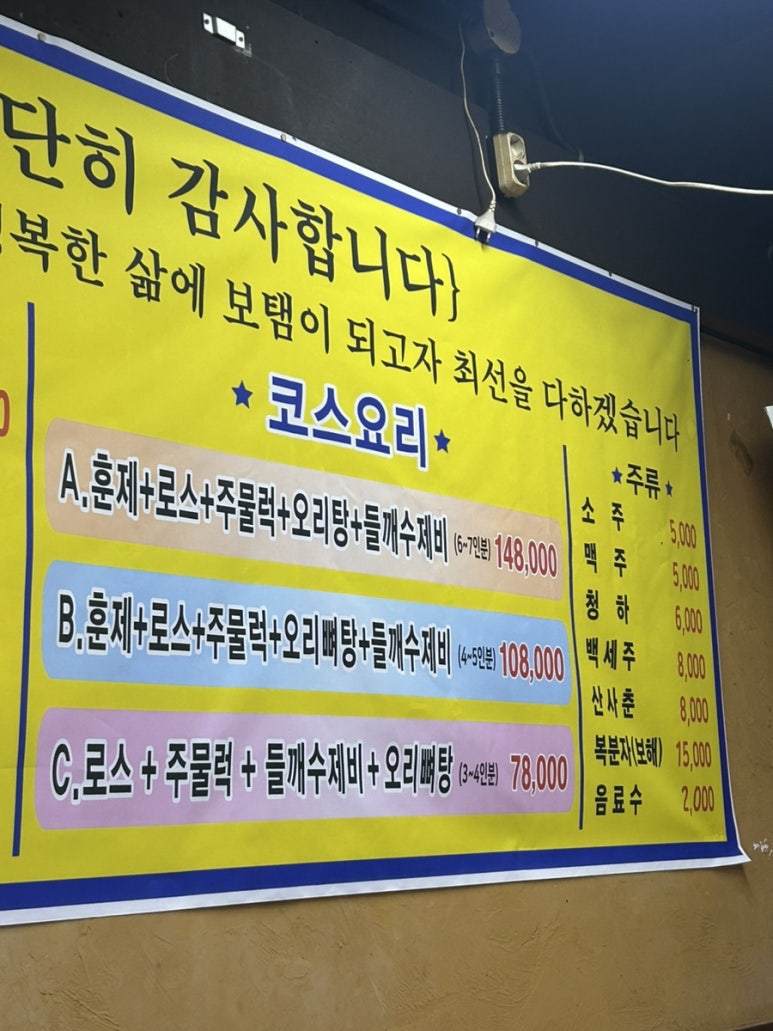 단히 감사합니다}
복한 삶에 보탬이 되고자 최선을 다하겠습니다
0
★코스요리★
A.훈제+로스+주물럭+오리탕+들깨수제비 (6~7인분) 148,000
B.훈제+로스+주물럭+오리뼈탕+들깨수제비 (4~5인분) 108,000
C.로스 + 주물럭 + 들깨수제비 + 오리뼈탕 (3~4인분) 78,000
★주류★
소 주 5,000
맥 주 5,000
청 하 6,000
백세주 8,000
산사춘 8,000
복분자(보해) 15,000
음료수 2,000